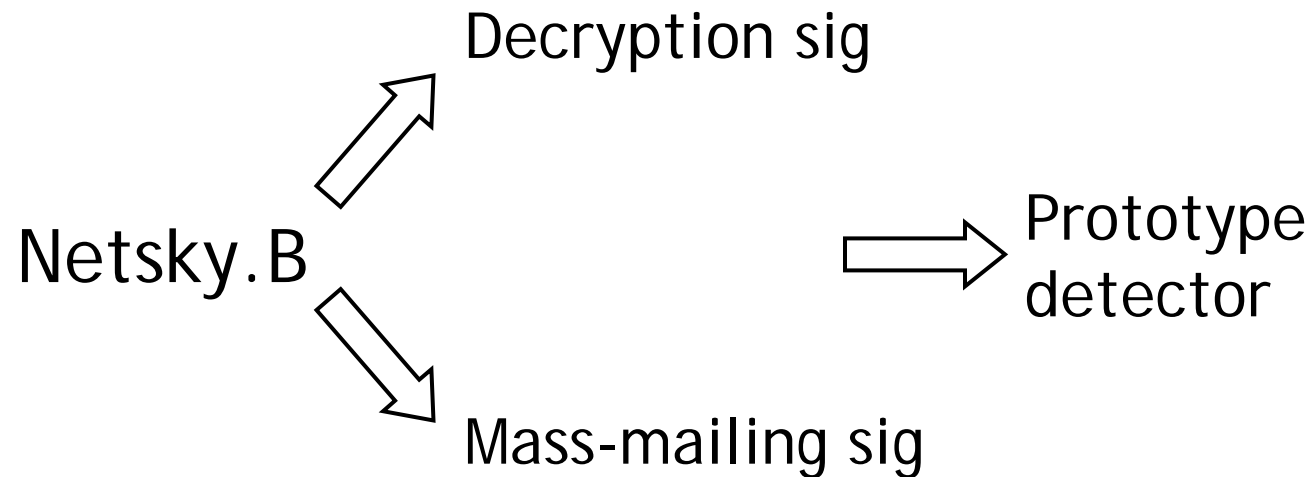 Decryption sig
Netsky.B
Prototype
detector
Mass-mailing sig